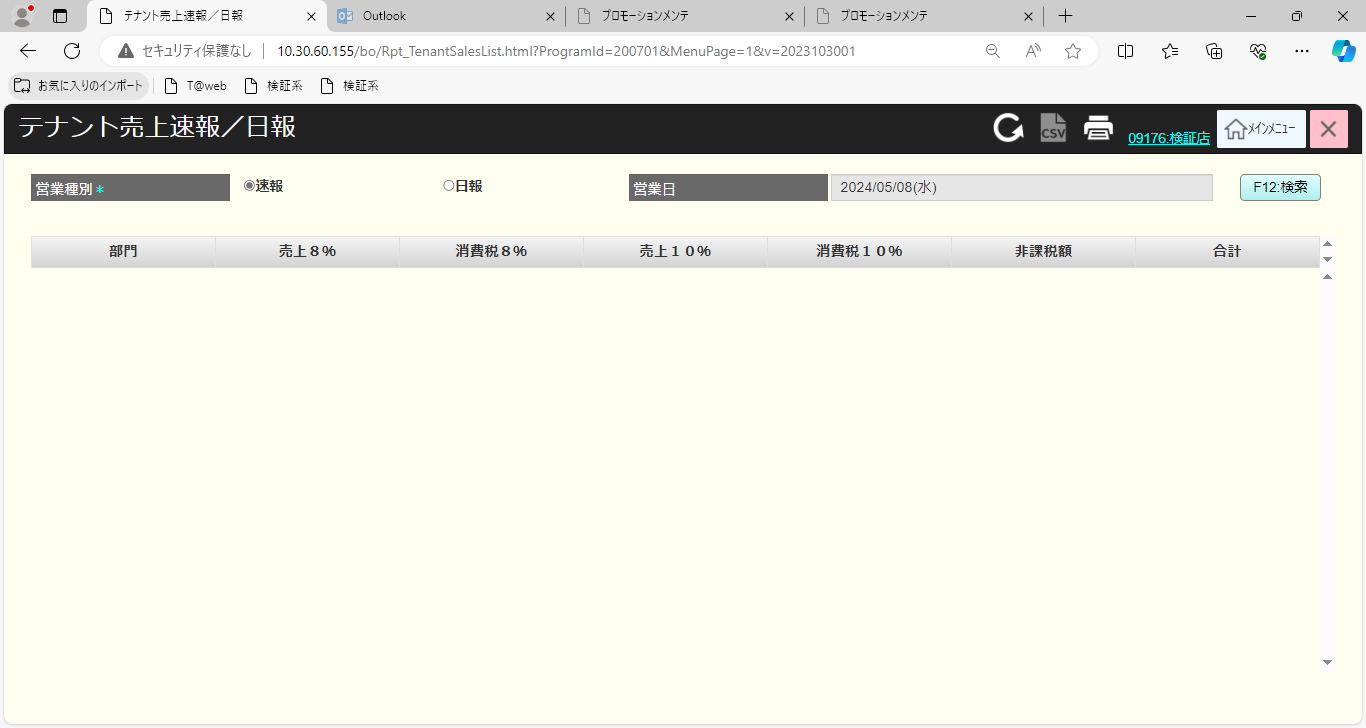 テナント売上速報／日報
Outlook
プロモーションメンテ
プロモーションメンテ
セキュリティ保護なし
10.30.60.155/bo/Rpt_TenantSalesList.html?ProgramId=200701&MenuPage=1&v=2023103001
お気に入りのインポート
T@web
検証系
検証系
テナント売上速報／日報
CSV
09176:検証店
ﾒｲﾝﾒﾆｭｰ
営業種別*
速報
日報
営業日
2024/05/08(水)
F12:検索
部門
売上８％
消費税８％
売上１０％
消費税１０％
非課税額
合計